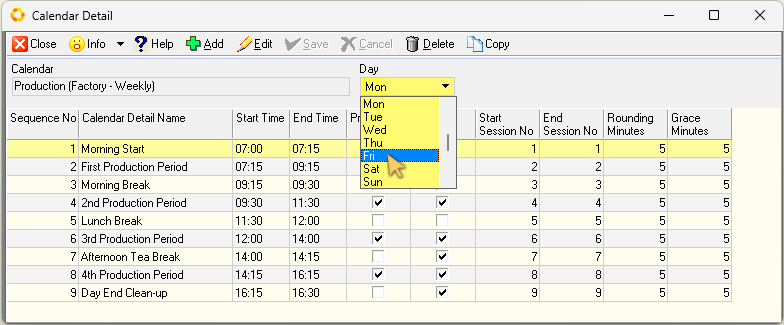 Calendar Detail
Close Info Help Add Edit Save Cancel Delete Copy
Calendar Day
Production (Factory - Weekly) Mon
Mon
Tue
Wed
Thu
Fri
Sat
Sun
Sequence No Calendar Detail Name Start Time End Time Start Session No End Session No Rounding Minutes Grace Minutes
1 Morning Start 07:00 07:15 1 1 5 5
2 First Production Period 07:15 09:15 2 2 5 5
3 Morning Break 09:15 09:30 3 3 5 5
4 2nd Production Period 09:30 11:30 4 4 5 5
5 Lunch Break 11:30 12:00 5 5 5 5
6 3rd Production Period 12:00 14:00 6 6 5 5
7 Afternoon Tea Break 14:00 14:15 7 7 5 5
8 4th Production Period 14:15 16:15 8 8 5 5
9 Day End Clean-up 16:15 16:30 9 9 5 5